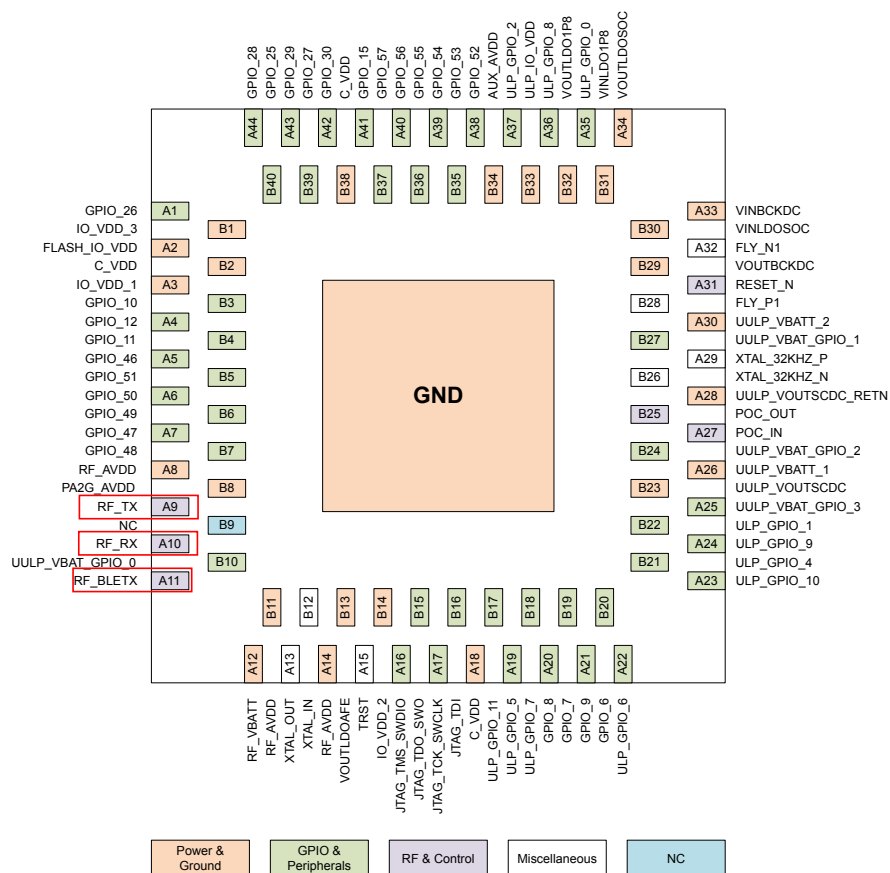 GPIO_28
GPIO_25
GPIO_29
GPIO_27
GPIO_30
C_VDD
GPIO_15
GPIO_57
GPIO_56
GPIO_55
GPIO_54
GPIO_53
GPIO_52
AUX_AVDD
ULP_GPIO_2
ULP_IO_VDD
ULP_GPIO_8
VOUTLDO1P8
ULP_GPIO_0
VINLDO1P8
VOUTLDOSOC
A44 A43 A42 A41 A40 A39 A38 A37 A36 A35 A34
B40 B39 B38 B37 B36 B35 B34 B33 B32 B31
GPIO_26 A1 A33 VINBCKDC
IO_VDD_3 B1 B30 VINLDOSOC
FLASH_IO_VDD A2 A32 FLY_N1
C_VDD B2 B29 VOUTBCKDC
IO_VDD_1 A3 A31 RESET_N
GPIO_10 B3 B28 FLY_P1
GPIO_12 A4 A30 UULP_VBATT_2
GPIO_11 B4 B27 UULP_VBAT_GPIO_1
GPIO_46 A5 A29 XTAL_32KHZ_P
GPIO_51 B5 B26 XTAL_32KHZ_N
GPIO_50 A6 GND A28 UULP_VOUTSCDC_RETN
GPIO_49 B6 B25 POC_OUT
GPIO_47 A7 A27 POC_IN
GPIO_48 B7 B24 UULP_VBAT_GPIO_2
RF_AVDD A8 A26 UULP_VBATT_1
PA2G_AVDD B8 B23 UULP_VOUTSCDC
RF_TX A9 A25 UULP_VBAT_GPIO_3
NC B9 B22 ULP_GPIO_1
RF_RX A10 A24 ULP_GPIO_9
UULP_VBAT_GPIO_0 B10 B21 ULP_GPIO_4
RF_BLETX A11 A23 ULP_GPIO_10
B11 B12 B13 B14 B15 B16 B17 B18 B19 B20
A12 A13 A14 A15 A16 A17 A18 A19 A20 A21 A22
RF_VBATT
RF_AVDD
XTAL_OUT
XTAL_IN
RF_AVDD
VOUTLDOAFE
TRST
IO_VDD_2
JTAG_TMS_SWDIO
JTAG_TDO_SWO
JTAG_TCK_SWCLK
JTAG_TDI
C_VDD
ULP_GPIO_11
ULP_GPIO_5
ULP_GPIO_7
GPIO_8
GPIO_7
GPIO_9
GPIO_6
ULP_GPIO_6
Power &
Ground
GPIO &
Peripherals
RF & Control
Miscellaneous
NC